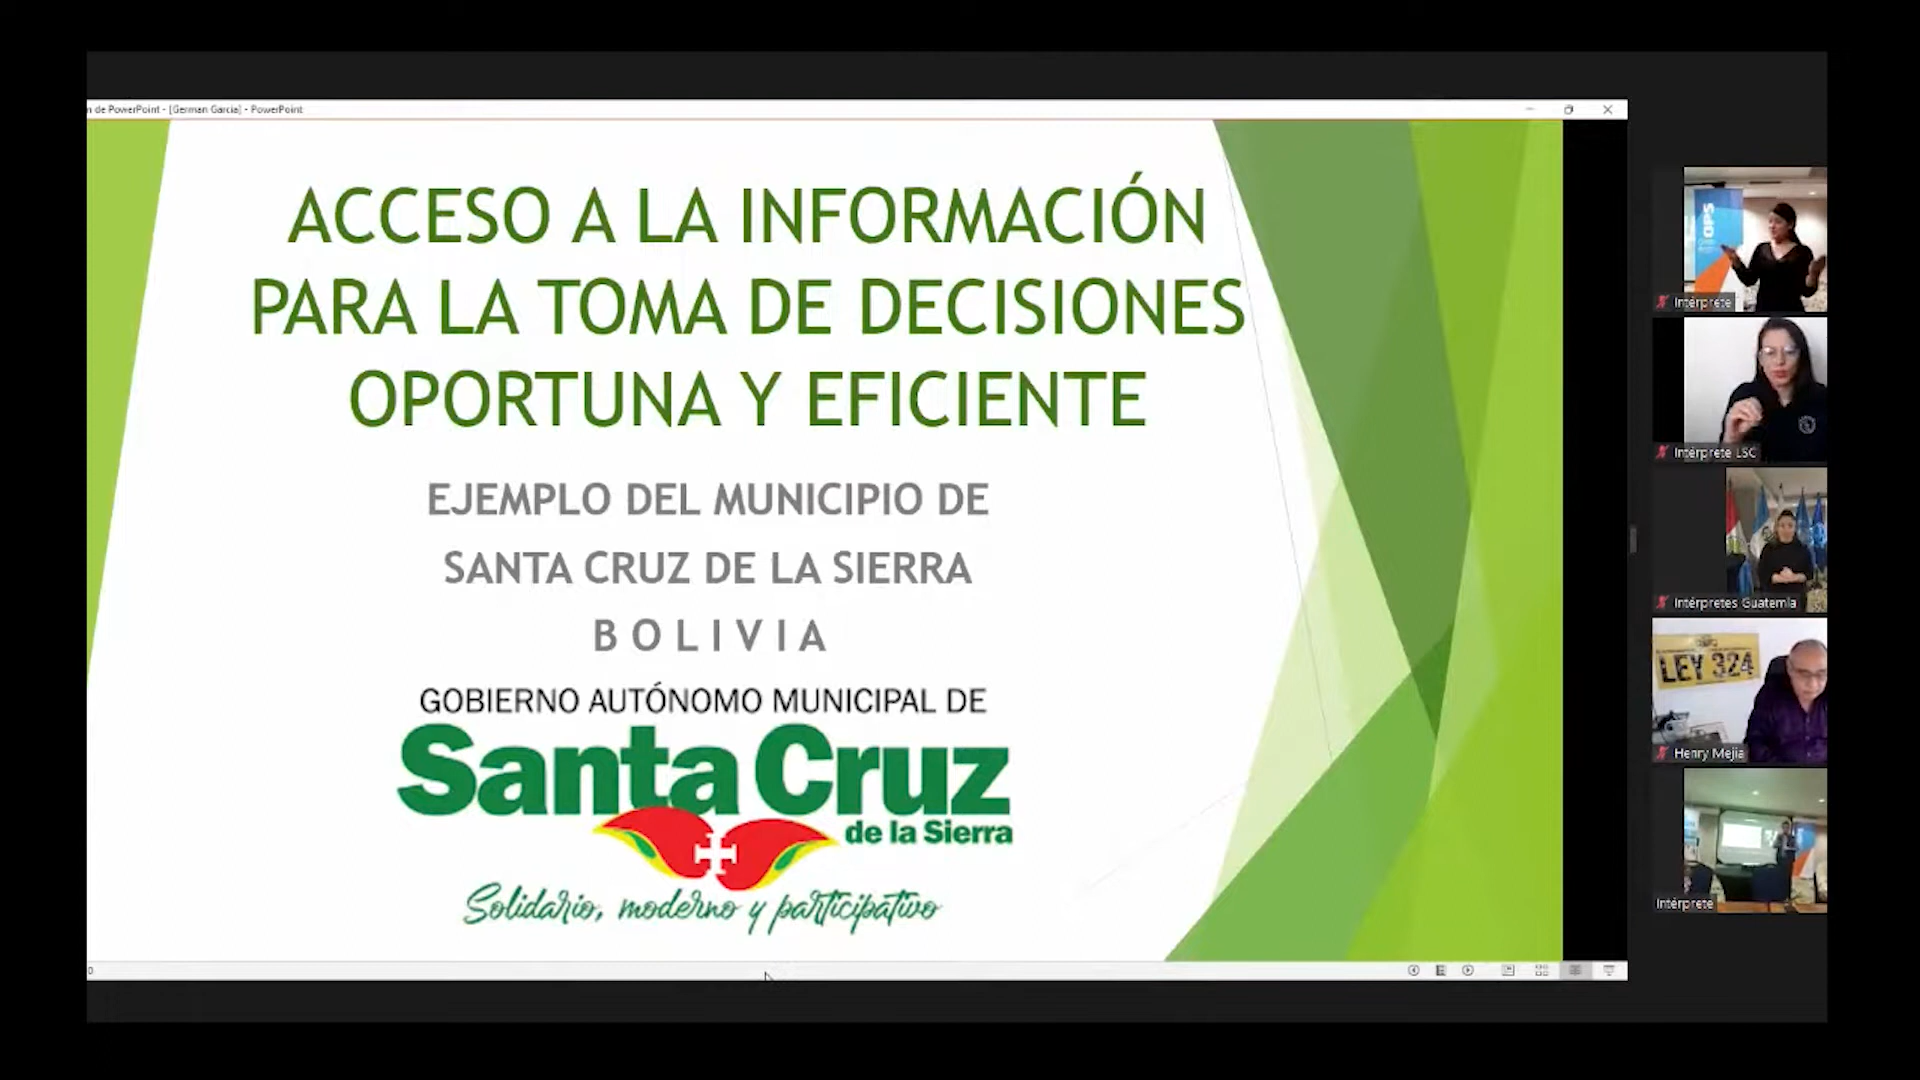 n de PowerPoint - [German Garcia] - PowerPoint
ACCESO A LA INFORMACIÓN
PARA LA TOMA DE DECISIONES
OPORTUNA Y EFICIENTE
EJEMPLO DEL MUNICIPIO DE
SANTA CRUZ DE LA SIERRA
BOLIVIA
GOBIERNO AUTÓNOMO MUNICIPAL DE
Santa Cruz
de la Sierra
Solidario, moderno y participativo
OPS
Intérprete
Intérprete LSC
Intérpretes Guatemla
LEY 324
Henry Mejia
Intérprete